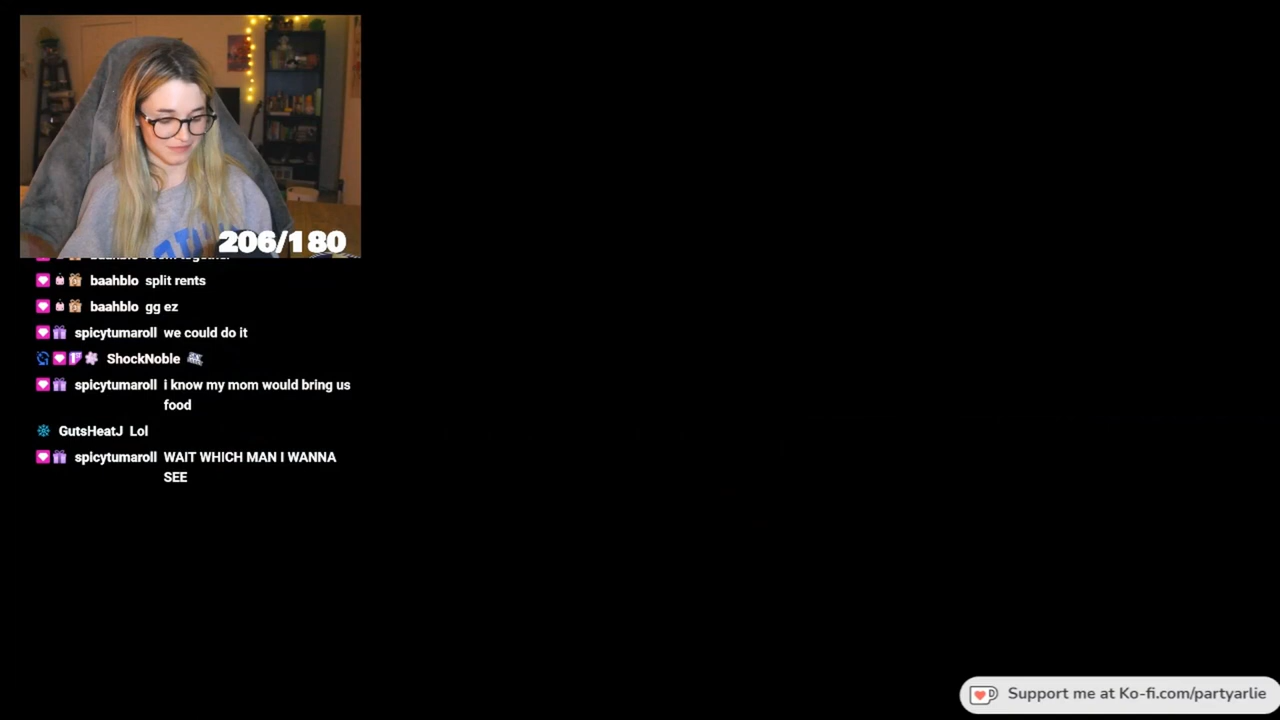 206/180
baahblo split rents
baahblo gg ez
spicytumaroll we could do it
ShockNoble
spicytumaroll i know my mom would bring us
food
GutsHeatJ Lol
spicytumaroll WAIT WHICH MAN I WANNA
SEE
Support me at Ko-fi.com/partyarlie